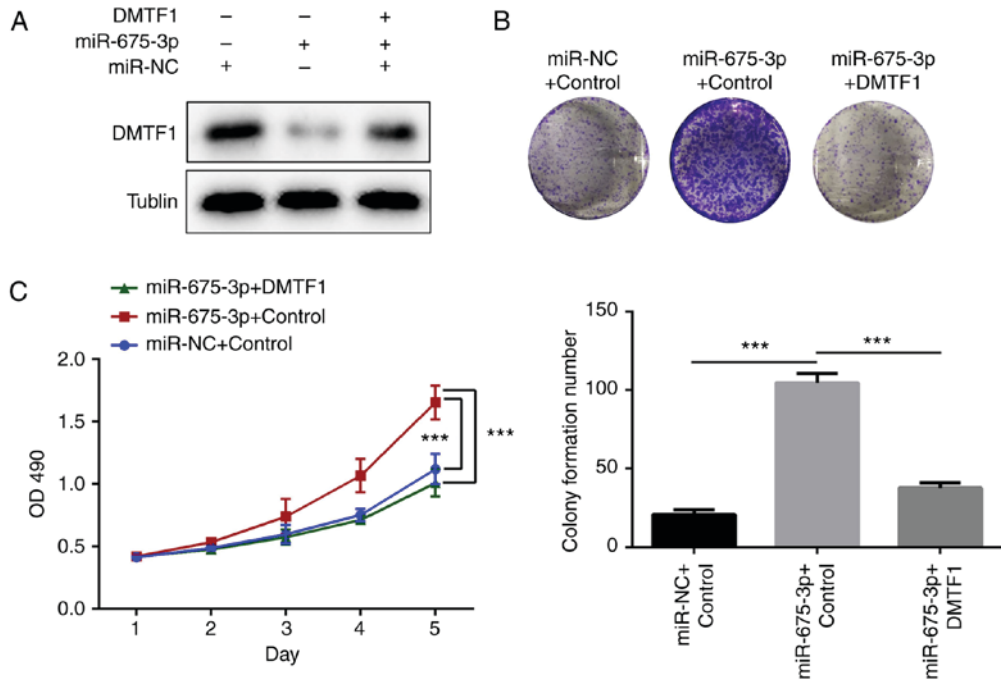 A
DMTF1 – – +
miR-675-3p – + +
miR-NC + – +
DMTF1
Tublin
B
miR-NC
+Control
miR-675-3p
+Control
miR-675-3p
+DMTF1
C
miR-675-3p+DMTF1
miR-675-3p+Control
miR-NC+Control
2.0
1.5
1.0
0.5
0.0
OD 490
***
***
1 2 3 4 5
Day
150
100
50
0
Colony formation number
*** ***
miR-NC+
Control
miR-675-3p+
Control
miR-675-3p+
DMTF1